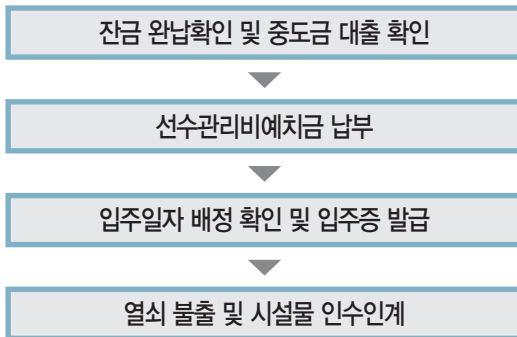 잔금 완납확인 및 중도금 대출 확인
선수관리비예치금 납부
입주일자 배정 확인 및 입주증 발급
열쇠 불출 및 시설물 인수인계